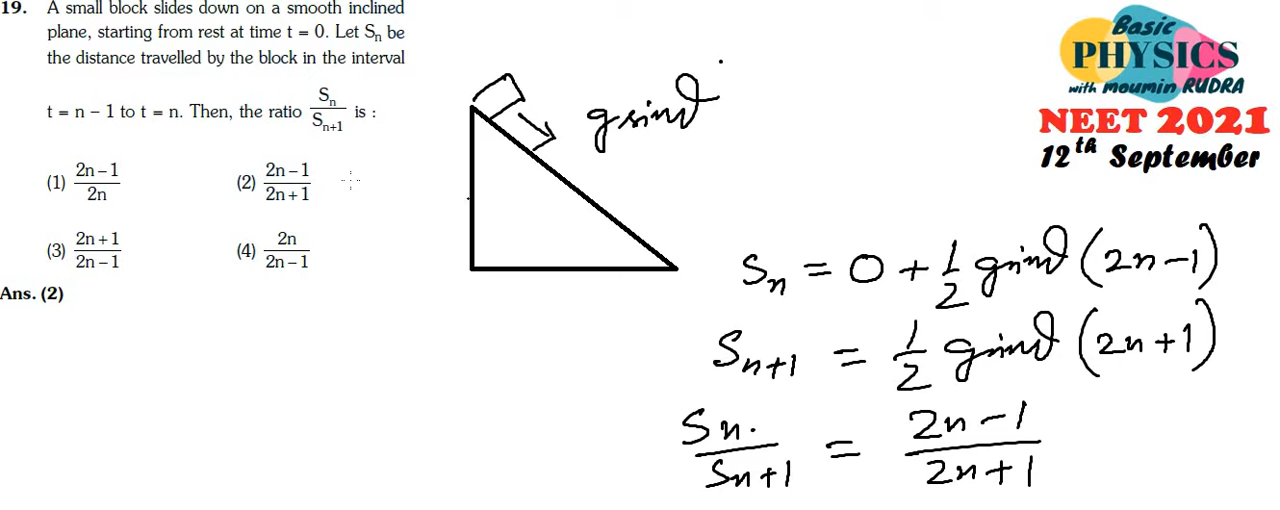 19. A small block slides down on a smooth inclined
plane, starting from rest at time t = 0. Let Sₙ be
the distance travelled by the block in the interval
t = n – 1 to t = n. Then, the ratio Sₙ/Sₙ₊₁ is :
(1) (2n – 1)/(2n) (2) (2n – 1)/(2n + 1)
(3) (2n + 1)/(2n – 1) (4) (2n)/(2n – 1)
Ans. (2)
g sinθ
Sₙ = 0 + 1/2 g sinθ (2n – 1)
Sₙ₊₁ = 1/2 g sinθ (2n + 1)
Sₙ/Sₙ₊₁ = (2n – 1)/(2n + 1)
Basic
PHYSICS
with moumin RUDRA
NEET 2021
12th September